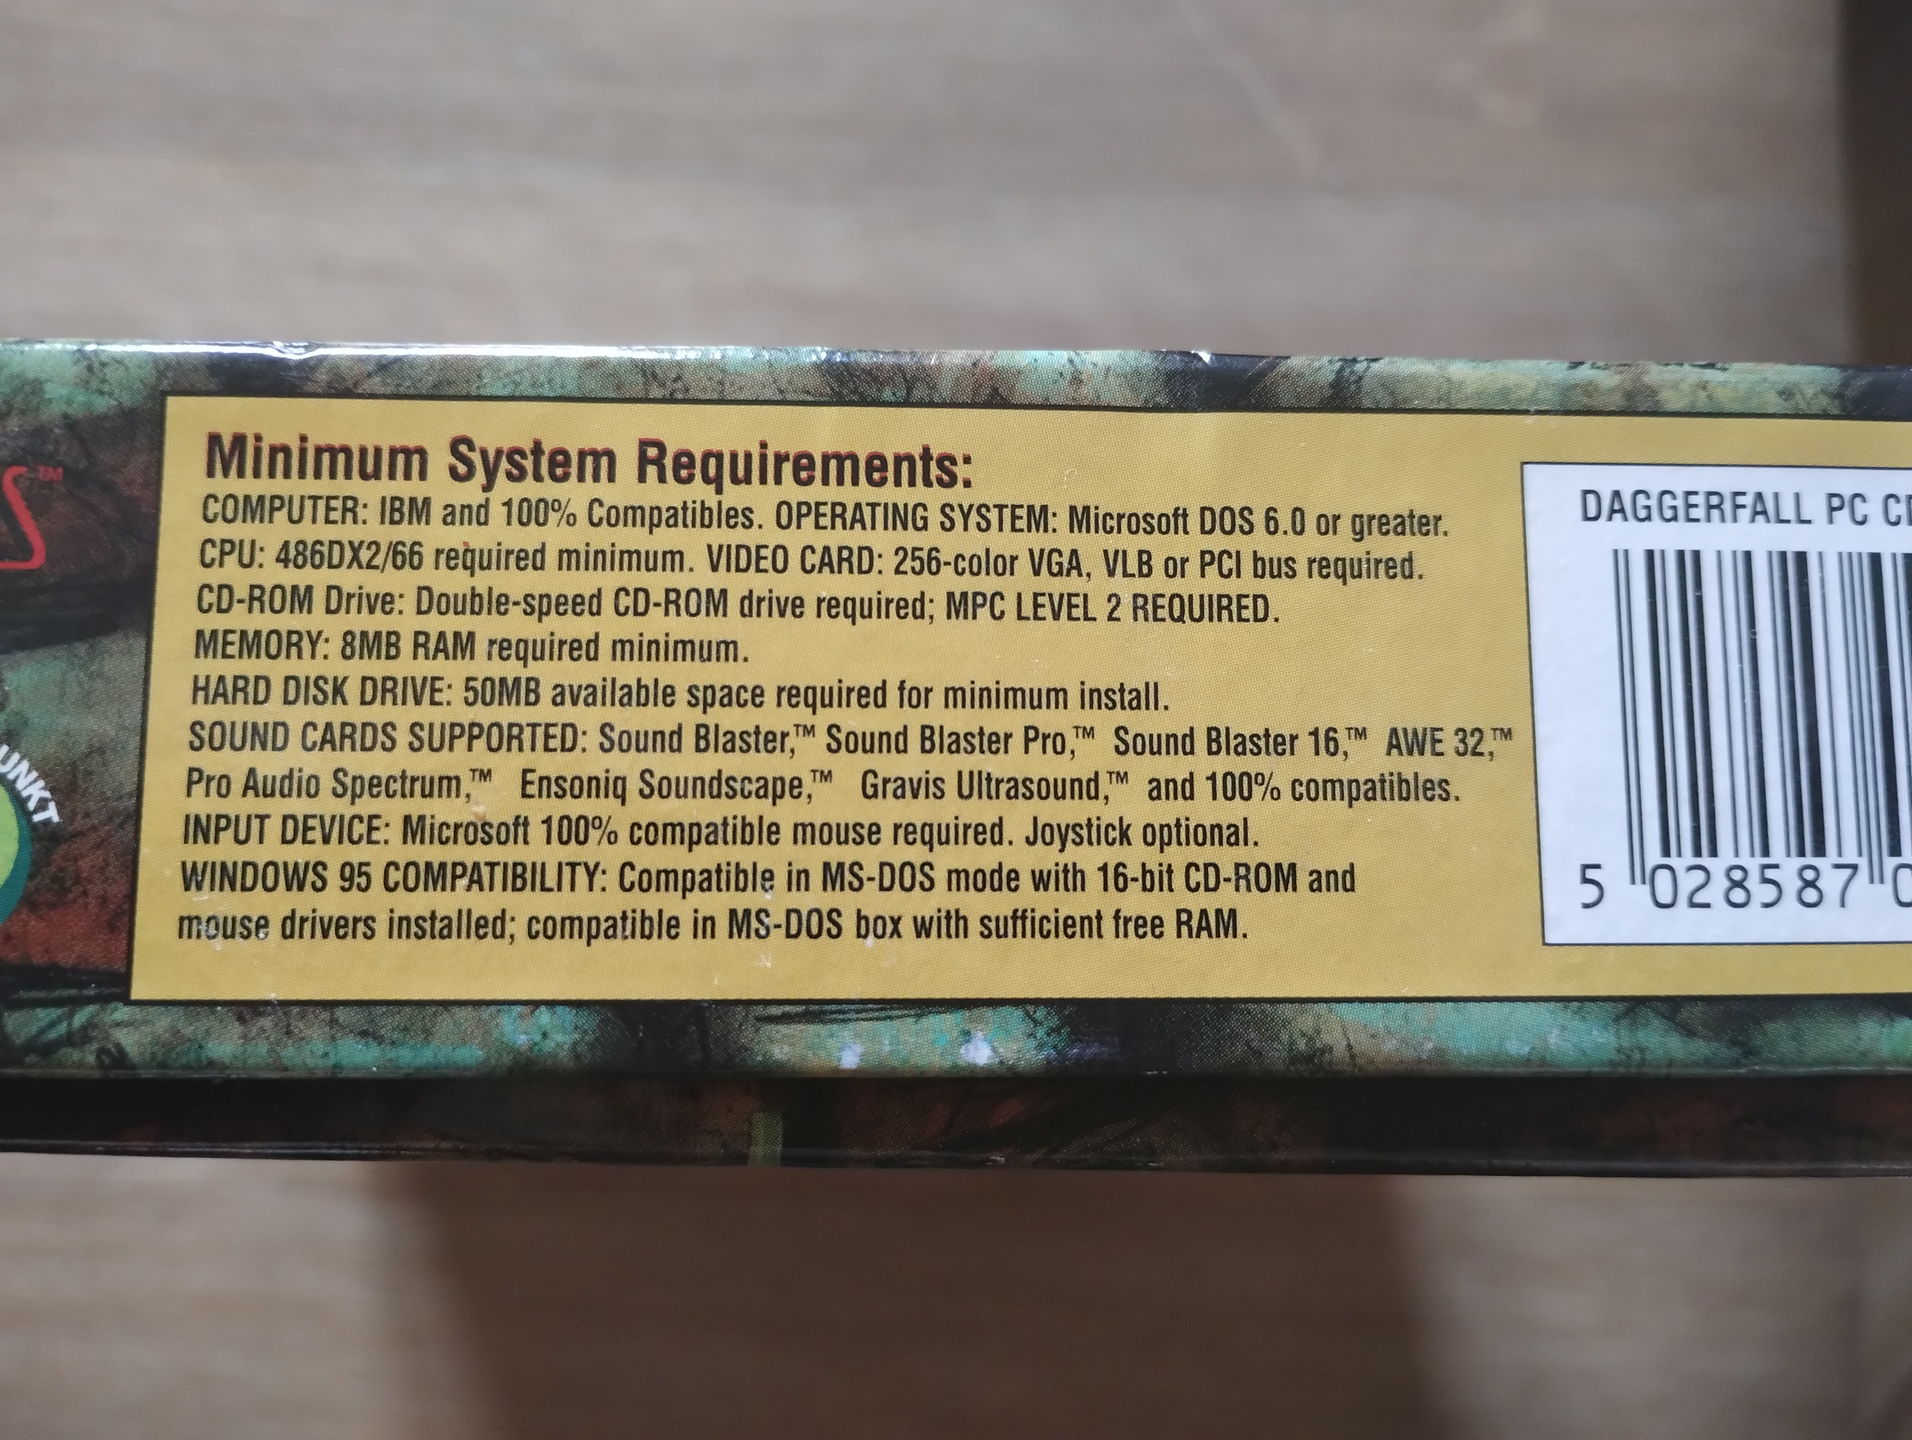 Minimum System Requirements:
COMPUTER: IBM and 100% Compatibles. OPERATING SYSTEM: Microsoft DOS 6.0 or greater.
CPU: 486DX2/66 required minimum. VIDEO CARD: 256-color VGA, VLB or PCI bus required.
CD-ROM Drive: Double-speed CD-ROM drive required; MPC LEVEL 2 REQUIRED.
MEMORY: 8MB RAM required minimum.
HARD DISK DRIVE: 50MB available space required for minimum install.
SOUND CARDS SUPPORTED: Sound Blaster,™ Sound Blaster Pro,™ Sound Blaster 16,™ AWE 32,™
Pro Audio Spectrum,™ Ensoniq Soundscape,™ Gravis Ultrasound,™ and 100% compatibles.
INPUT DEVICE: Microsoft 100% compatible mouse required. Joystick optional.
WINDOWS 95 COMPATIBILITY: Compatible in MS-DOS mode with 16-bit CD-ROM and
mouse drivers installed; compatible in MS-DOS box with sufficient free RAM.
DAGGERFALL PC
5 028587 0
S™
UNKT